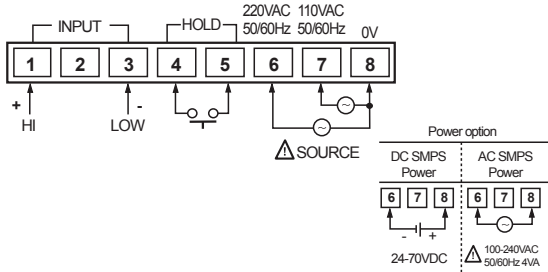 INPUT
HOLD
220VAC 110VAC
50/60Hz 50/60Hz
0V
1 2 3 4 5 6 7 8
+ -
HI LOW
SOURCE
Power option
DC SMPS
Power
AC SMPS
Power
6 7 8
6 7 8
- +
24-70VDC
100-240VAC
50/60Hz 4VA